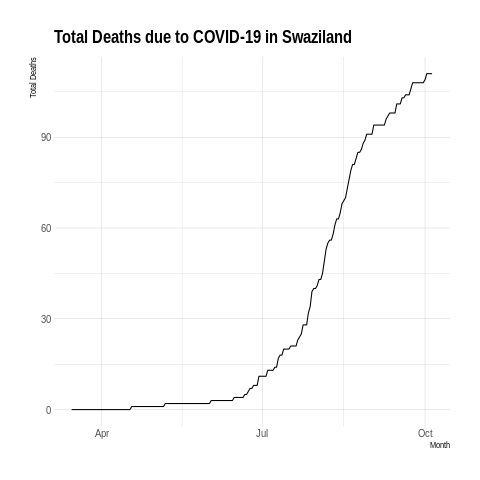 Total Deaths due to COVID-19 in Swaziland
Total Deaths
90
60
30
0
Apr
Jul
Oct
Month